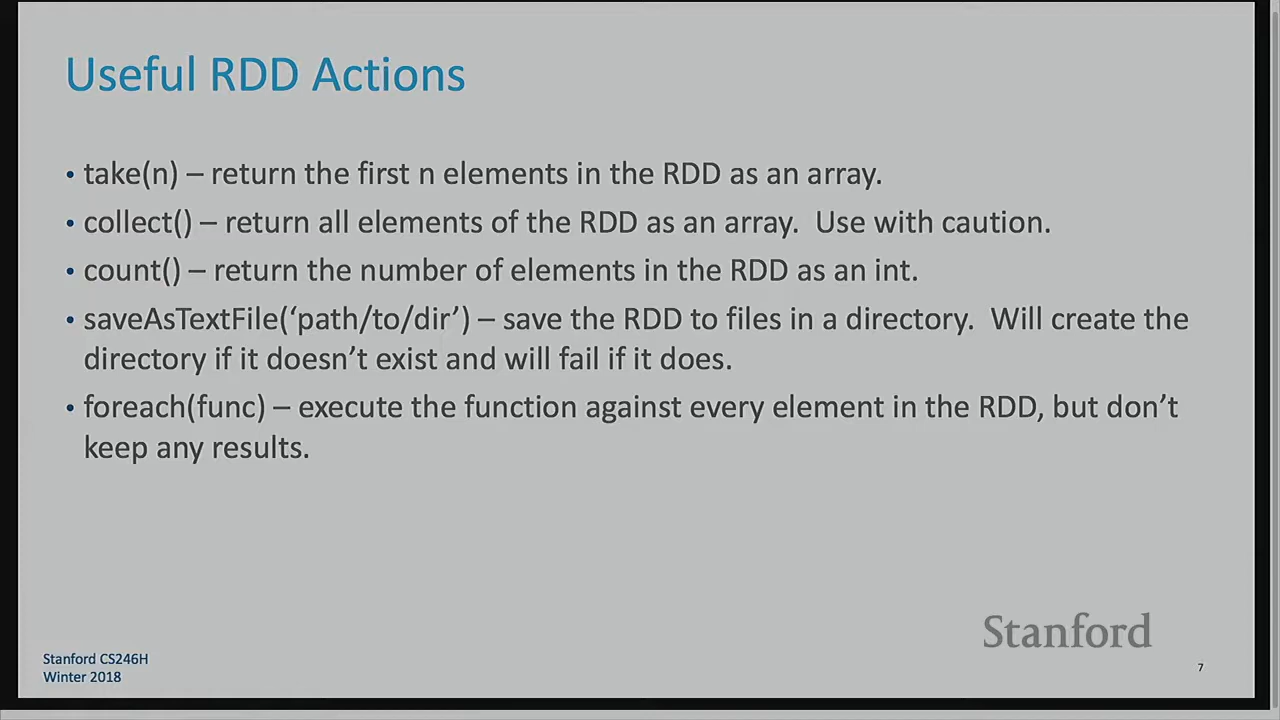 Useful RDD Actions
• take(n) – return the first n elements in the RDD as an array.
• collect() – return all elements of the RDD as an array.  Use with caution.
• count() – return the number of elements in the RDD as an int.
• saveAsTextFile(‘path/to/dir’) – save the RDD to files in a directory.  Will create the
directory if it doesn’t exist and will fail if it does.
• foreach(func) – execute the function against every element in the RDD, but don’t
keep any results.
Stanford
Stanford CS246H
Winter 2018
7